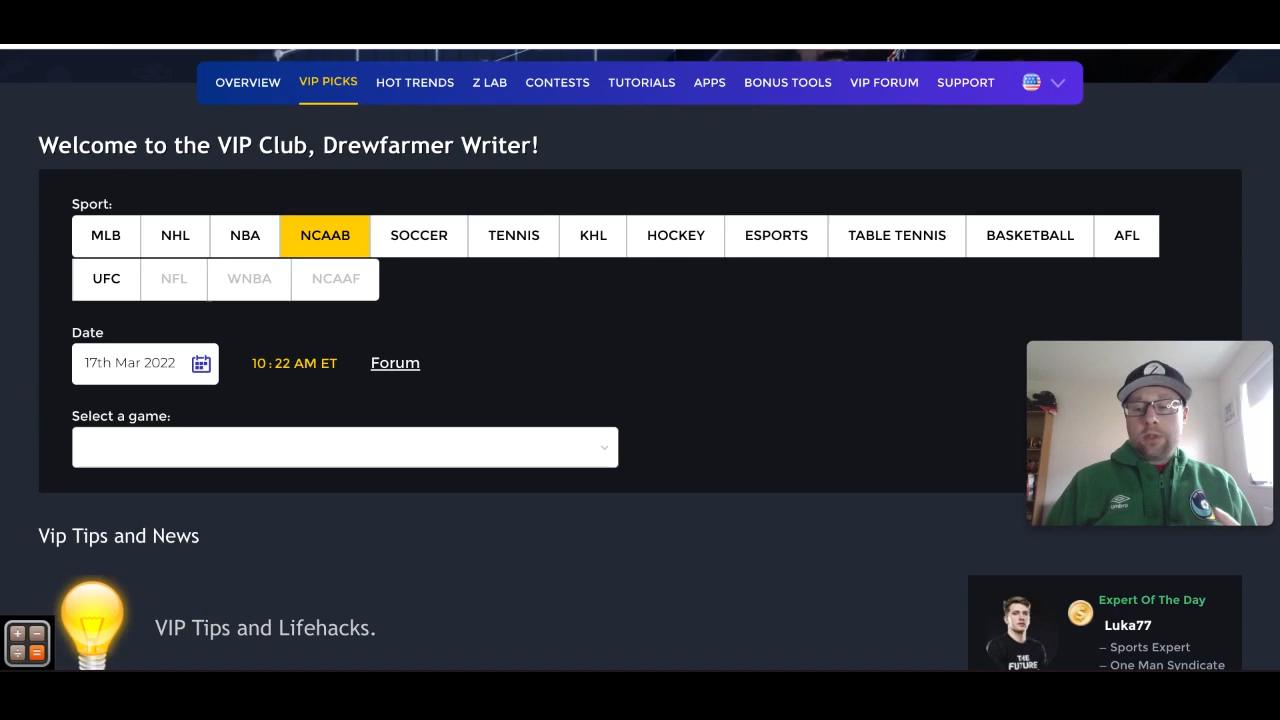 OVERVIEW VIP PICKS HOT TRENDS Z LAB CONTESTS TUTORIALS APPS BONUS TOOLS VIP FORUM SUPPORT
Welcome to the VIP Club, Drewfarmer Writer!
Sport:
MLB NHL NBA NCAAB SOCCER TENNIS KHL HOCKEY ESPORTS TABLE TENNIS BASKETBALL AFL
UFC NFL WNBA NCAAF
Date
17th Mar 2022 10:22 AM ET Forum
Select a game:
umbro
Vip Tips and News
VIP Tips and Lifehacks.
Expert Of The Day
Luka77
– Sports Expert
– One Man Syndicate
THE
FUTURE